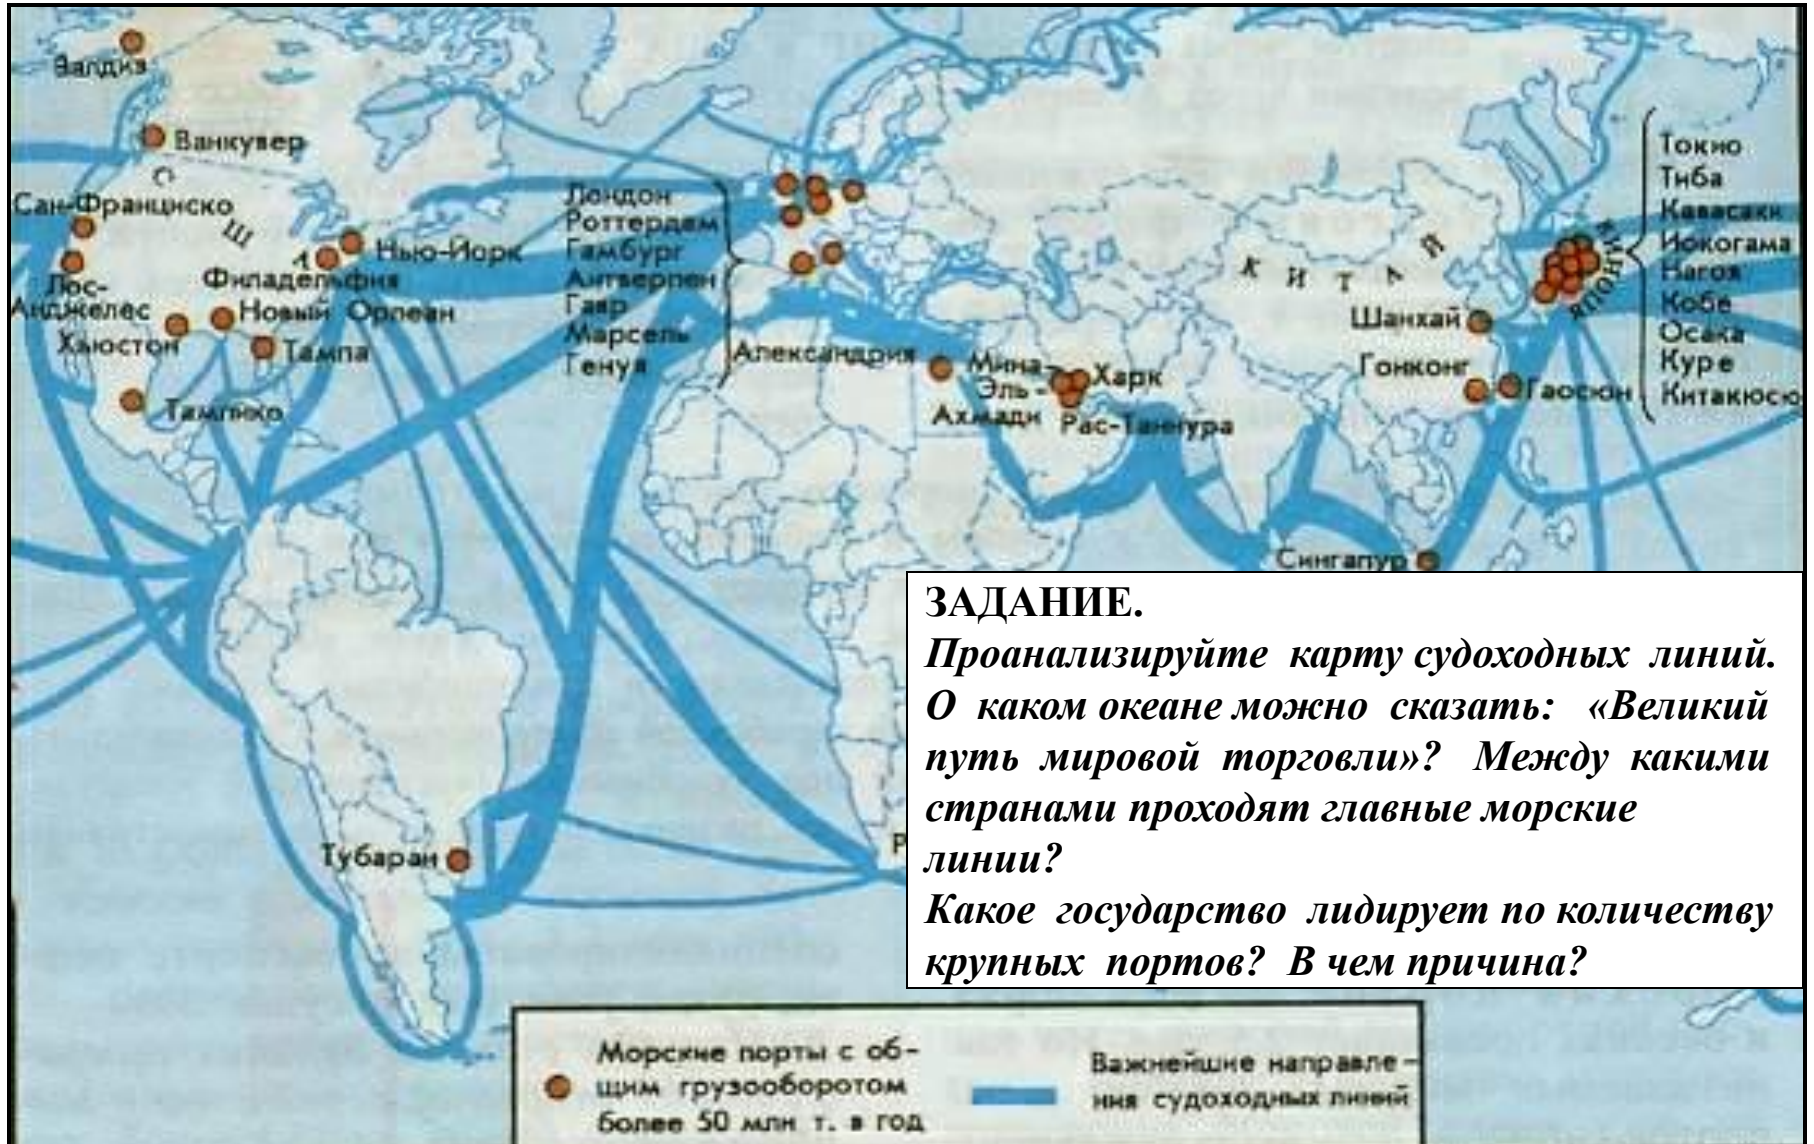 Валдиз
Ванкувер
США
Сан-Франциско
Лос-
Анджелес
Хьюстон
Тампико
Нью-Йорк
Филадельфия
Новый Орлеан
Тампа
Лондон
Роттердам
Гамбург
Антверпен
Гавр
Марсель
Генуя
Александрия
Мина-
Эль-
Ахмади
Харк
Рас-Таннура
КИТАЙ
Шанхай
Гонконг
Гаосюн
Сингапур
ЯПОНИЯ
Токио
Тиба
Кавасаки
Иокогама
Нагоя
Кобе
Осака
Куре
Китакюсю
Тубаран
Р
ЗАДАНИЕ.
Проанализируйте карту судоходных линий.
О каком океане можно сказать: «Великий
путь мировой торговли»? Между какими
странами проходят главные морские
линии?
Какое государство лидирует по количеству
крупных портов? В чем причина?
Морские порты с об-
щим грузооборотом
более 50 млн т. в год
Важнейшие направле-
ния судоходных линий